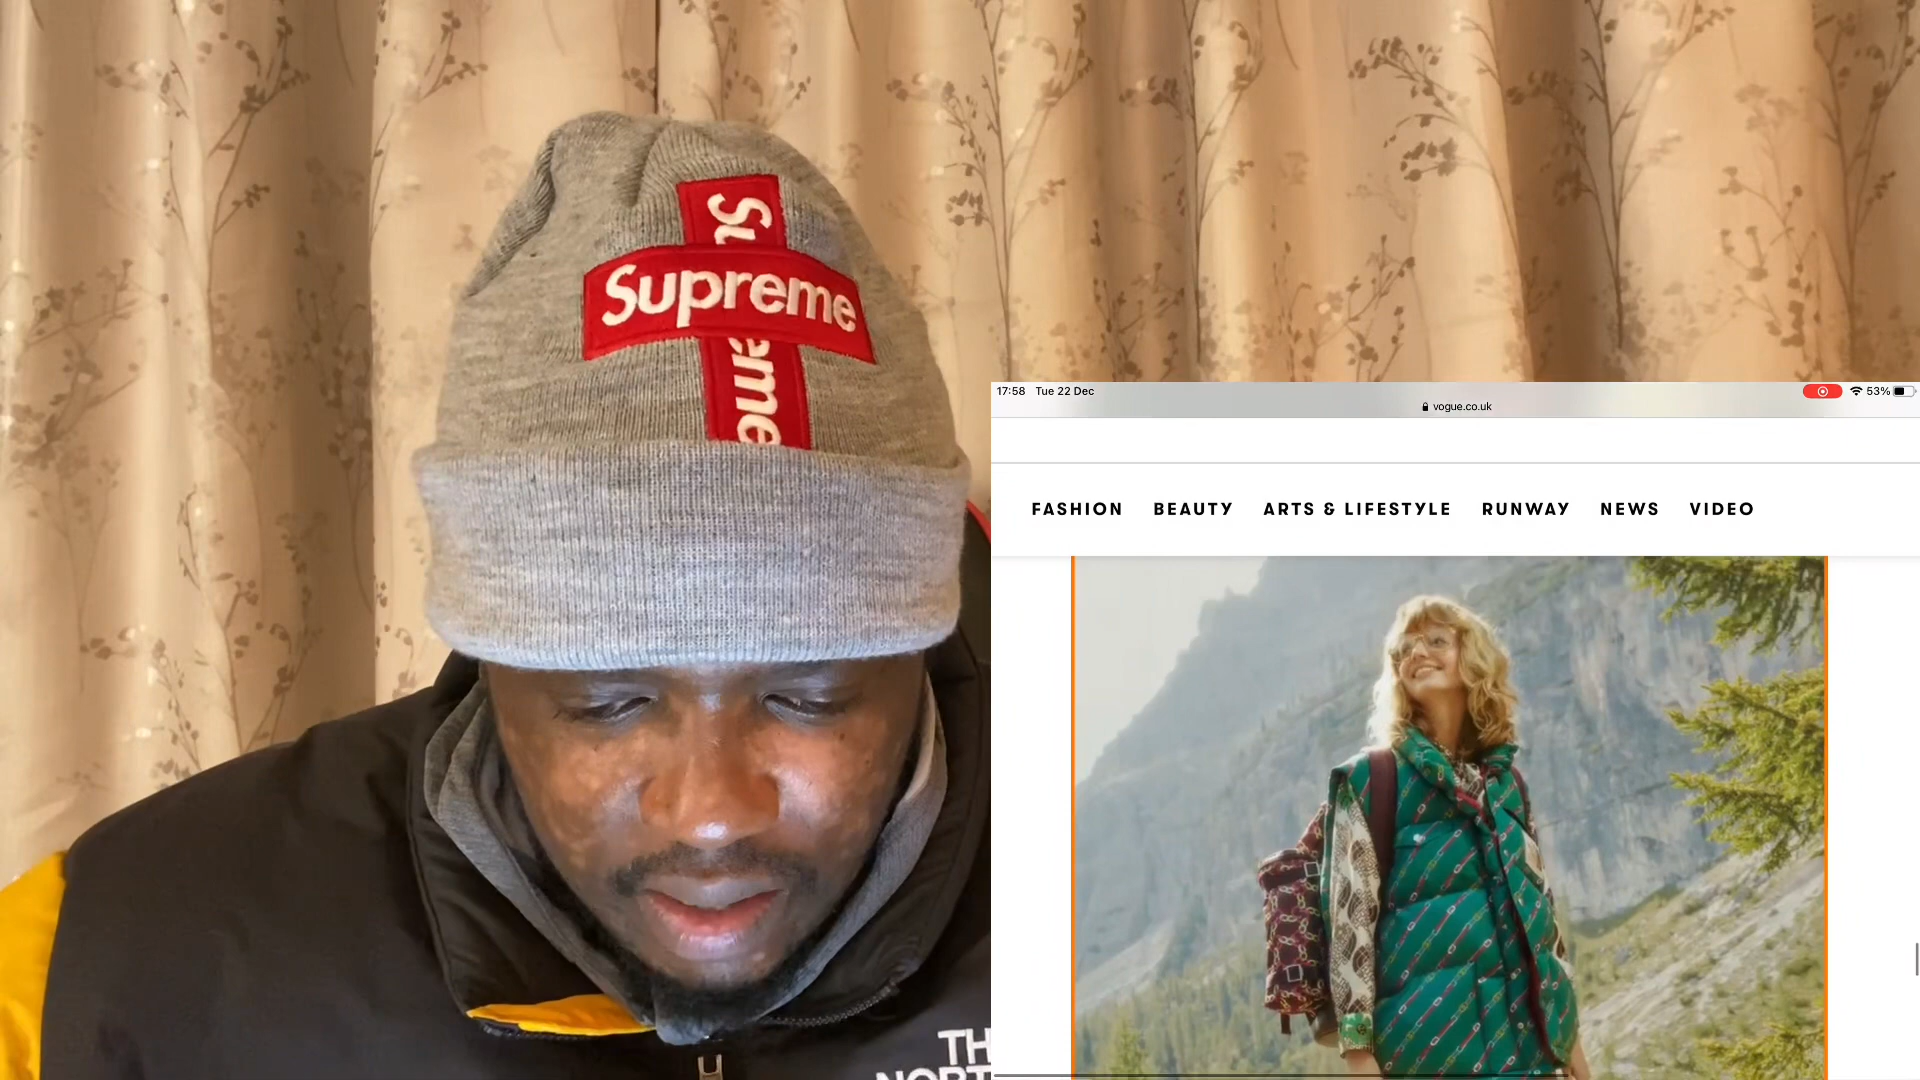 Su
Supreme
eme
TH
NORT
17:58 Tue 22 Dec
53%
vogue.co.uk
FASHION BEAUTY ARTS & LIFESTYLE RUNWAY NEWS VIDEO